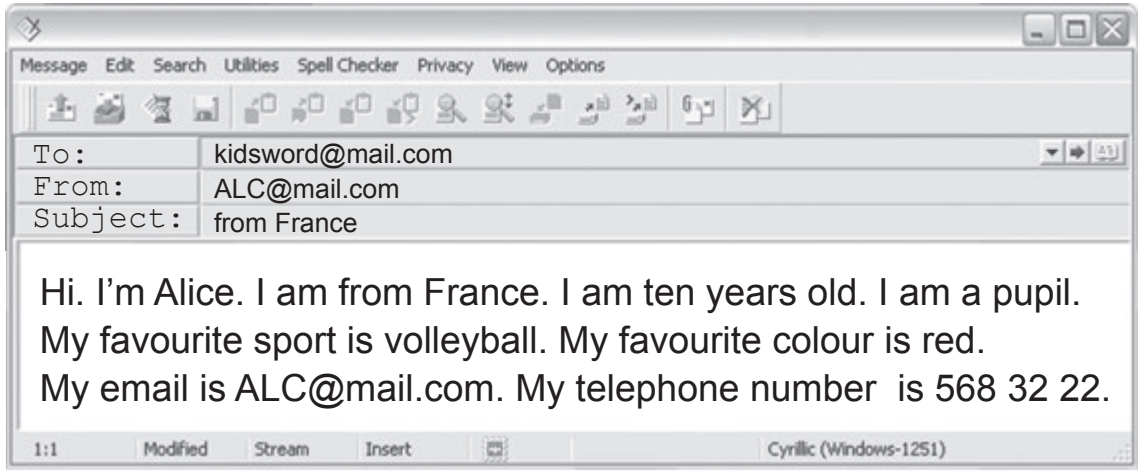 Message Edit Search Utilities Spell Checker Privacy View Options
To: kidsword@mail.com
From: ALC@mail.com
Subject: from France
Hi. I'm Alice. I am from France. I am ten years old. I am a pupil.
My favourite sport is volleyball. My favourite colour is red.
My email is ALC@mail.com. My telephone number is 568 32 22.
1:1 Modified Stream Insert Cyrillic (Windows-1251)